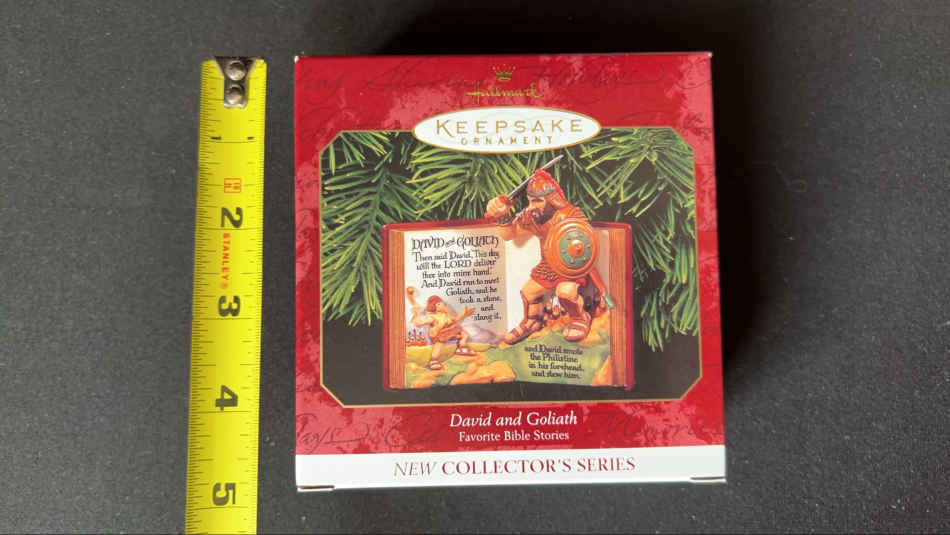 Hallmark
KEEPSAKE
ORNAMENT
DAVID and GOLIATH
Then said David, This day
will the LORD deliver
thee into mine hand.
And David ran to meet
Goliath, and he
took a stone,
and
slang it,
and David smote
the Philistine
in his forehead,
and slew him.
David and Goliath
Favorite Bible Stories
NEW COLLECTOR'S SERIES
1
2
STANLEY®
3
4
5